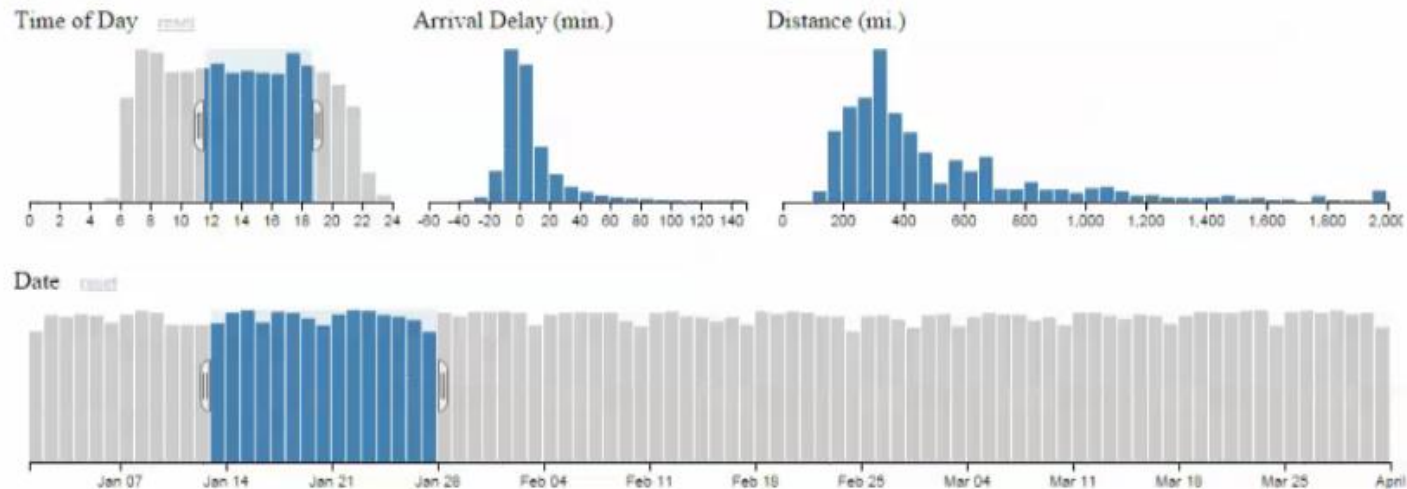 Time of Day reset
Arrival Delay (min.)
Distance (mi.)
0 2 4 6 8 10 12 14 16 18 20 22 24
-60 -40 -20 0 20 40 60 80 100 120 140
0 200 400 600 800 1,000 1,200 1,400 1,600 1,800 2,000
Date reset
Jan 07 Jan 14 Jan 21 Jan 28 Feb 04 Feb 11 Feb 18 Feb 25 Mar 04 Mar 11 Mar 18 Mar 25 April